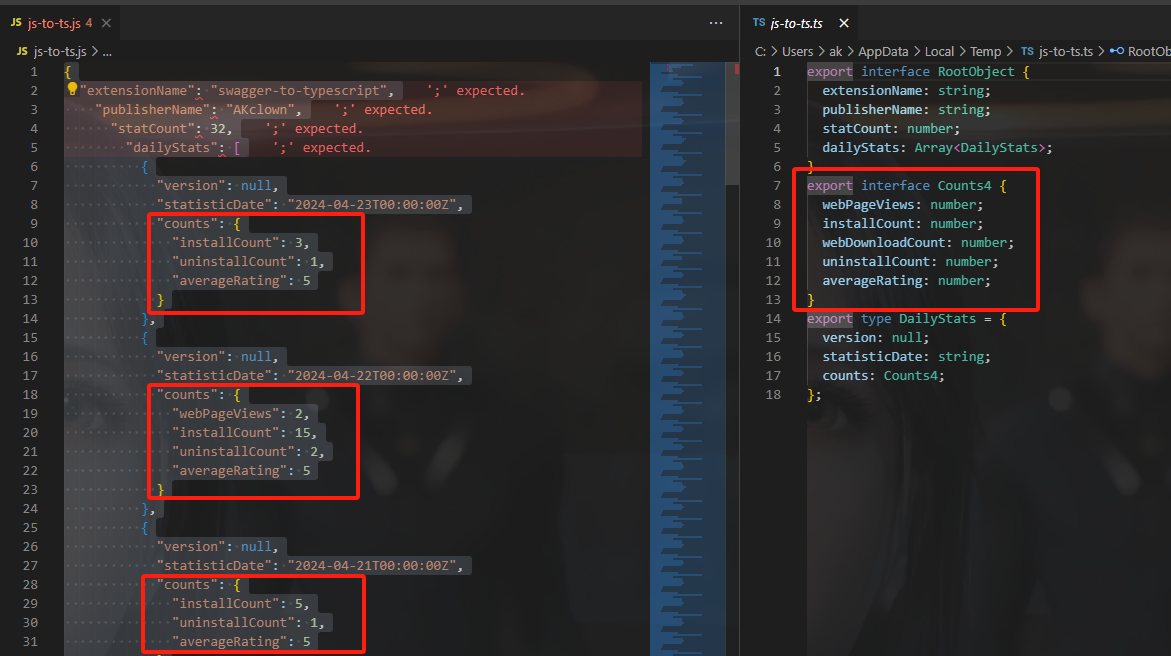 JS js-to-ts.js 4 ×
JS js-to-ts.js > ...
1 {
2 "extensionName": "swagger-to-typescript", ';' expected.
3 "publisherName": "AKclown", ';' expected.
4 "statCount": 32, ';' expected.
5 "dailyStats": [ ';' expected.
6 {
7 "version": null,
8 "statisticDate": "2024-04-23T00:00:00Z",
9 "counts": {
10 "installCount": 3,
11 "uninstallCount": 1,
12 "averageRating": 5
13 }
14 },
15 {
16 "version": null,
17 "statisticDate": "2024-04-22T00:00:00Z",
18 "counts": {
19 "webPageViews": 2,
20 "installCount": 15,
21 "uninstallCount": 2,
22 "averageRating": 5
23 }
24 },
25 {
26 "version": null,
27 "statisticDate": "2024-04-21T00:00:00Z",
28 "counts": {
29 "installCount": 5,
30 "uninstallCount": 1,
31 "averageRating": 5
TS js-to-ts.ts ×
C: > Users > ak > AppData > Local > Temp > TS js-to-ts.ts > RootOb
1 export interface RootObject {
2 extensionName: string;
3 publisherName: string;
4 statCount: number;
5 dailyStats: Array<DailyStats>;
6 }
7 export interface Counts4 {
8 webPageViews: number;
9 installCount: number;
10 webDownloadCount: number;
11 uninstallCount: number;
12 averageRating: number;
13 }
14 export type DailyStats = {
15 version: null;
16 statisticDate: string;
17 counts: Counts4;
18 };